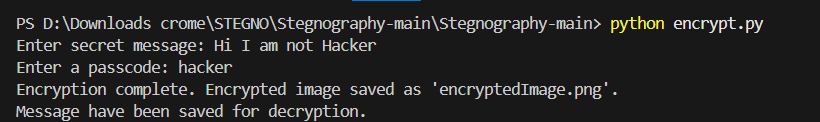 PS D:\Downloads crome\STEGNO\Stegnography-main\Stegnography-main> python encrypt.py
Enter secret message: Hi I am not Hacker
Enter a passcode: hacker
Encryption complete. Encrypted image saved as 'encryptedImage.png'.
Message have been saved for decryption.